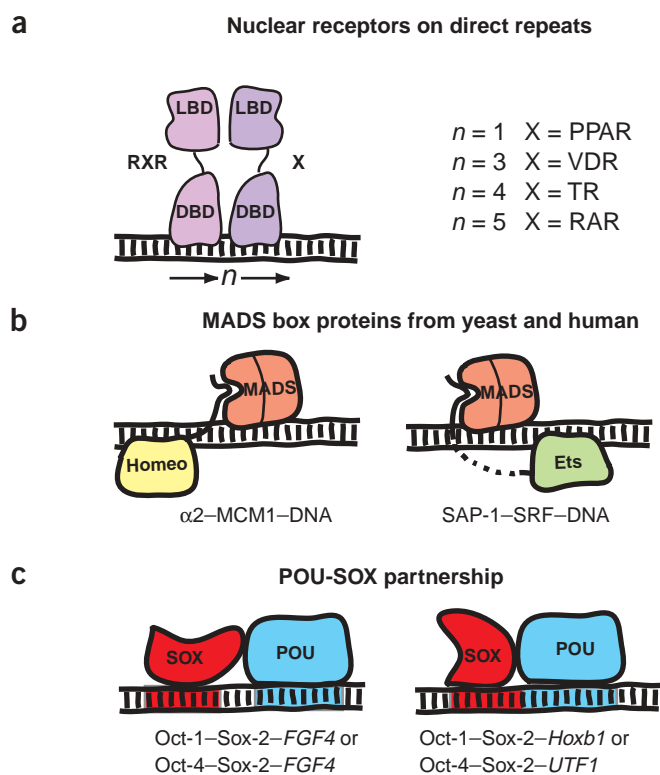 a
Nuclear receptors on direct repeats
LBD LBD
RXR X
DBD DBD
n
n = 1 X = PPAR
n = 3 X = VDR
n = 4 X = TR
n = 5 X = RAR
b
MADS box proteins from yeast and human
MADS
Homeo
α2–MCM1–DNA
MADS
Ets
SAP-1–SRF–DNA
c
POU-SOX partnership
SOX POU
Oct-1–Sox-2–FGF4 or
Oct-4–Sox-2–FGF4
SOX POU
Oct-1–Sox-2–Hoxb1 or
Oct-4–Sox-2–UTF1